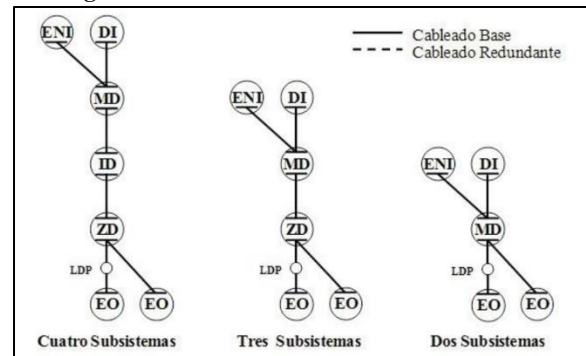 ENI DI
MD
ID
ZD
LDP
EO EO
Cuatro Subsistemas
ENI DI
MD
ZD
LDP
EO EO
Tres Subsistemas
Cableado Base
Cableado Redundante
ENI DI
MD
LDP
EO EO
Dos Subsistemas